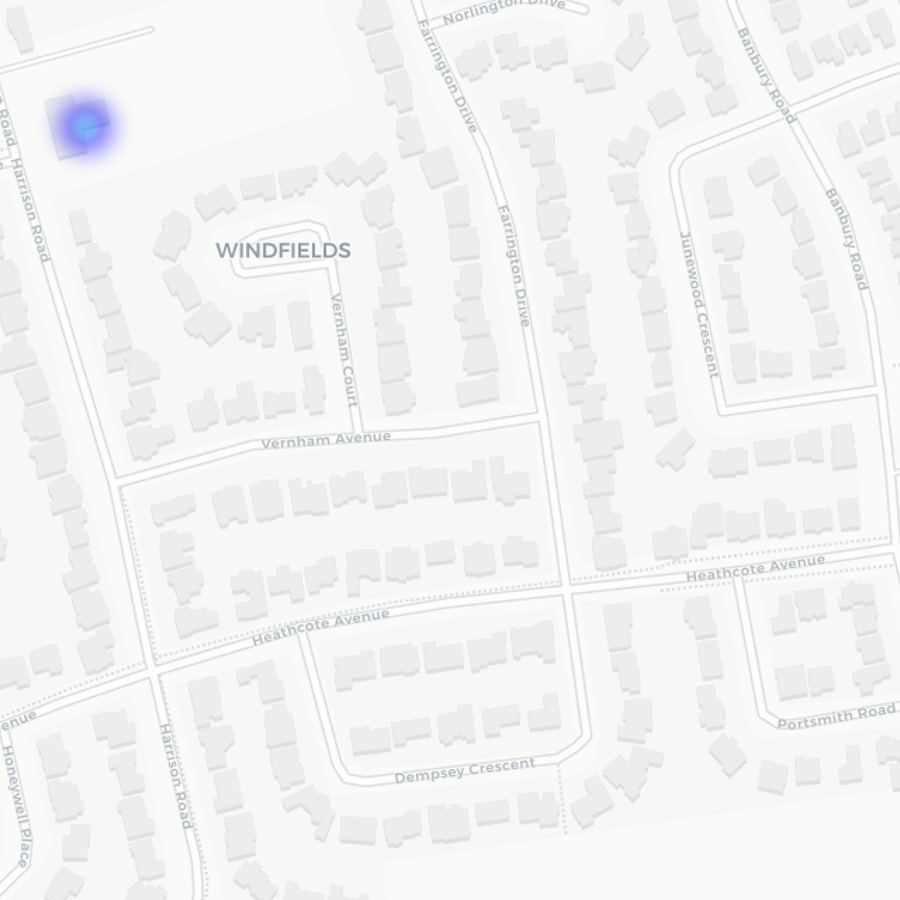 Norlington Drive
Farrington Drive
Banbury Road
Road
Harrison Road
WINDFIELDS
Farrington Drive
Banbury Road
Junewood Crescent
Vernham Court
Vernham Avenue
Heathcote Avenue
Heathcote Avenue
Portsmith Road
Harrison Road
Honeywell Place
Dempsey Crescent